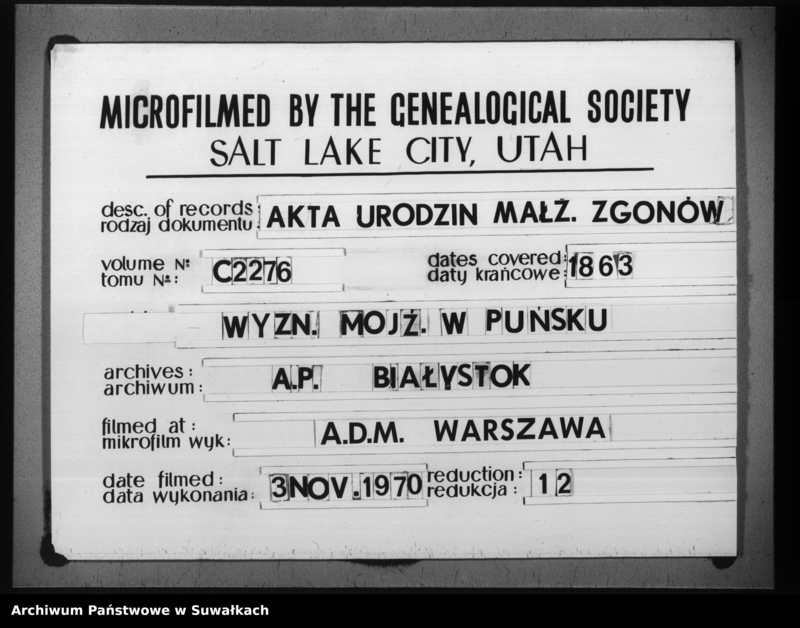 MICROFILMED BY THE GENEALOGICAL SOCIETY
SALT LAKE CITY, UTAH
desc. of records:
rodzaj dokumentu:
AKTA URODZIN MAŁŻ. ZGONÓW
volume Nº
tomu Nº:
C2276
dates covered:
daty krańcowe:
1863
WYZN. MOJŻ. W PUŃSKU
archives:
archiwum:
A.P. BIAŁYSTOK
filmed at:
mikrofilm wyk:
A.D.M. WARSZAWA
date filmed:
data wykonania:
3NOV.1970
reduction:
redukcja:
12
Archiwum Państwowe w Suwałkach